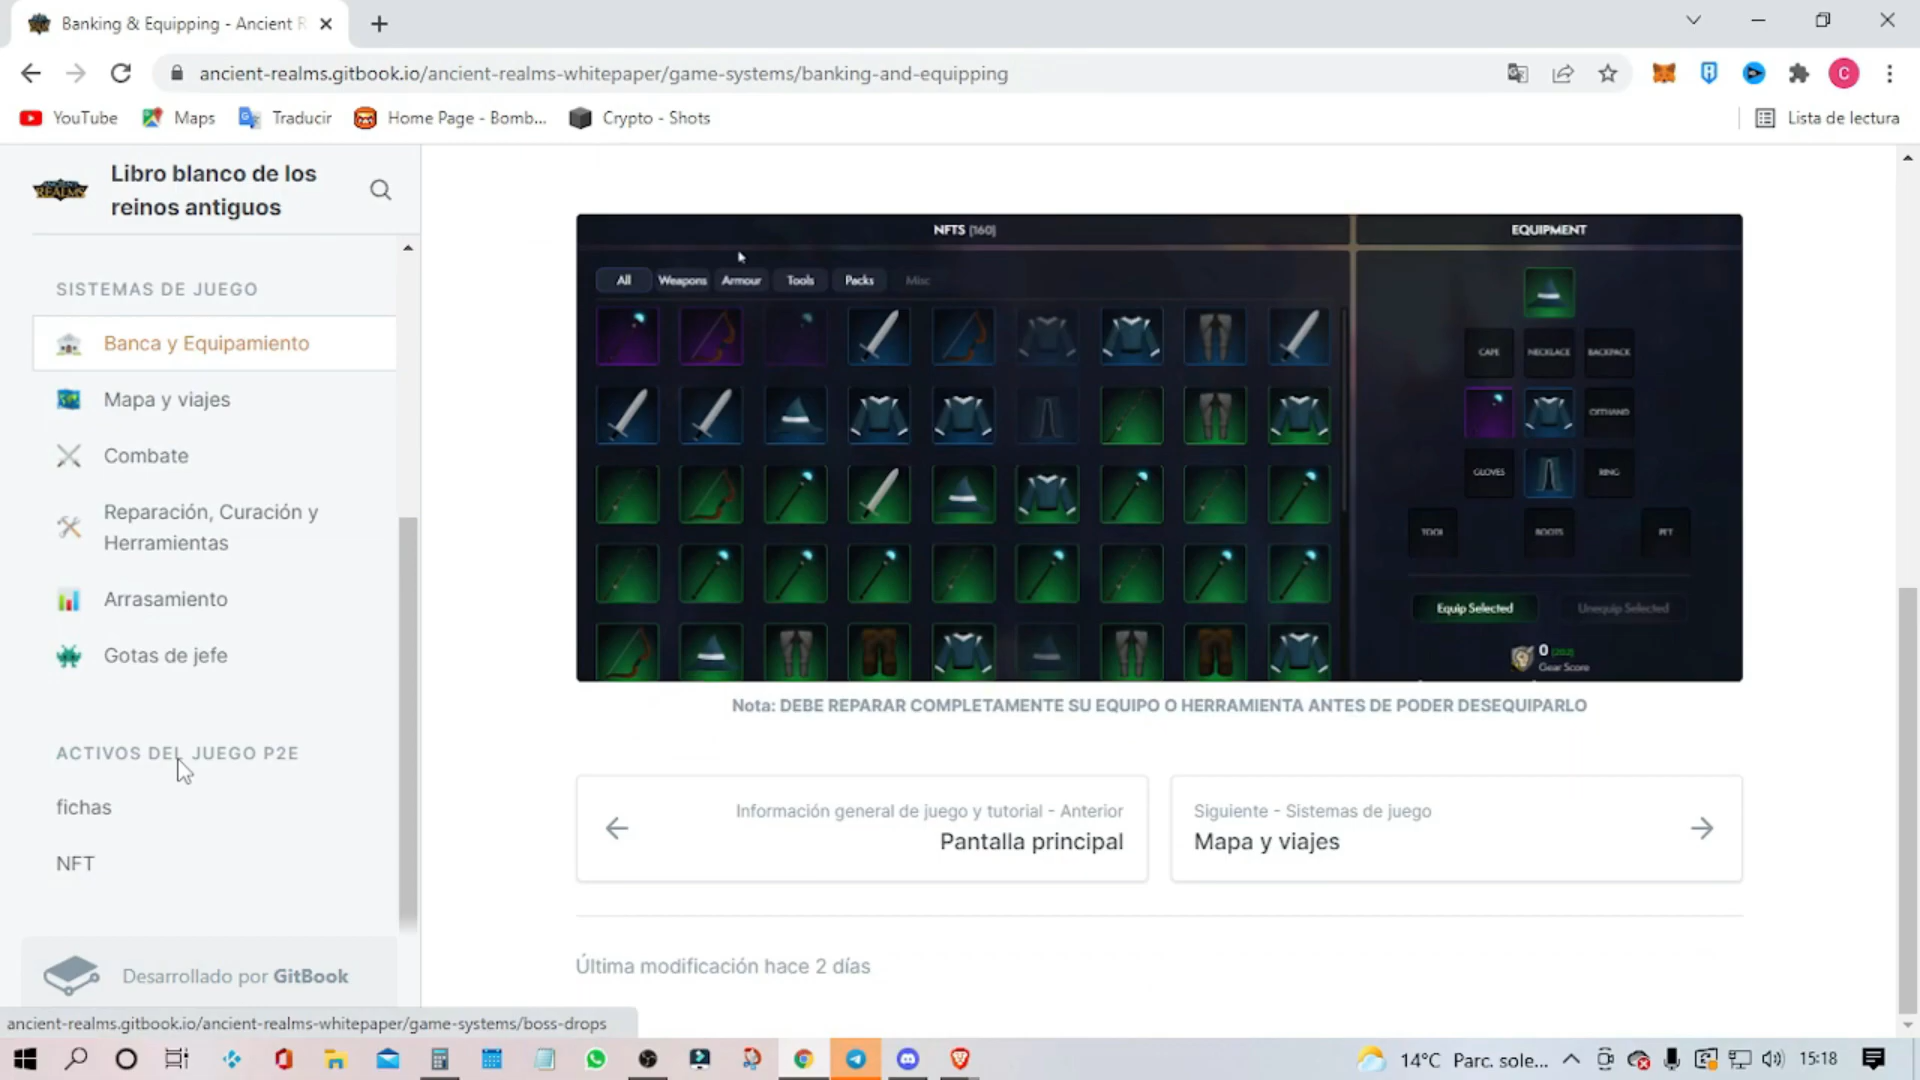 Banking & Equipping - Ancient R
ancient-realms.gitbook.io/ancient-realms-whitepaper/game-systems/banking-and-equipping
C
YouTube
Maps
Traducir
Home Page - Bomb...
Crypto - Shots
Lista de lectura
ANCIENT REALMS
Libro blanco de los
reinos antiguos
SISTEMAS DE JUEGO
Banca y Equipamiento
Mapa y viajes
Combate
Reparación, Curación y
Herramientas
Arrasamiento
Gotas de jefe
ACTIVOS DEL JUEGO P2E
fichas
NFT
Desarrollado por GitBook
ancient-realms.gitbook.io/ancient-realms-whitepaper/game-systems/boss-drops
NFTS (160)
EQUIPMENT
All
Weapons
Armour
Tools
Packs
Misc
CAPE
NECKLACE
BACKPACK
OFFHAND
GLOVES
RING
TOOL
BOOTS
PET
Equip Selected
Unequip Selected
0 (202)
Gear Score
Nota: DEBE REPARAR COMPLETAMENTE SU EQUIPO O HERRAMIENTA ANTES DE PODER DESEQUIPARLO
Información general de juego y tutorial - Anterior
Pantalla principal
Siguiente - Sistemas de juego
Mapa y viajes
Última modificación hace 2 días
14°C Parc. sole...
15:18